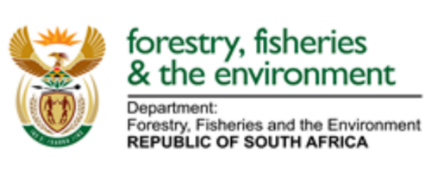 forestry, fisheries
& the environment
Department:
Forestry, Fisheries and the Environment
REPUBLIC OF SOUTH AFRICA